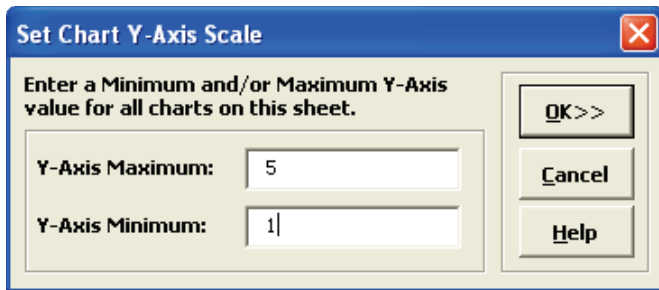 Set Chart Y-Axis Scale
Enter a Minimum and/or Maximum Y-Axis
value for all charts on this sheet.
OK>>
Y-Axis Maximum: 5
Cancel
Y-Axis Minimum: 1
Help